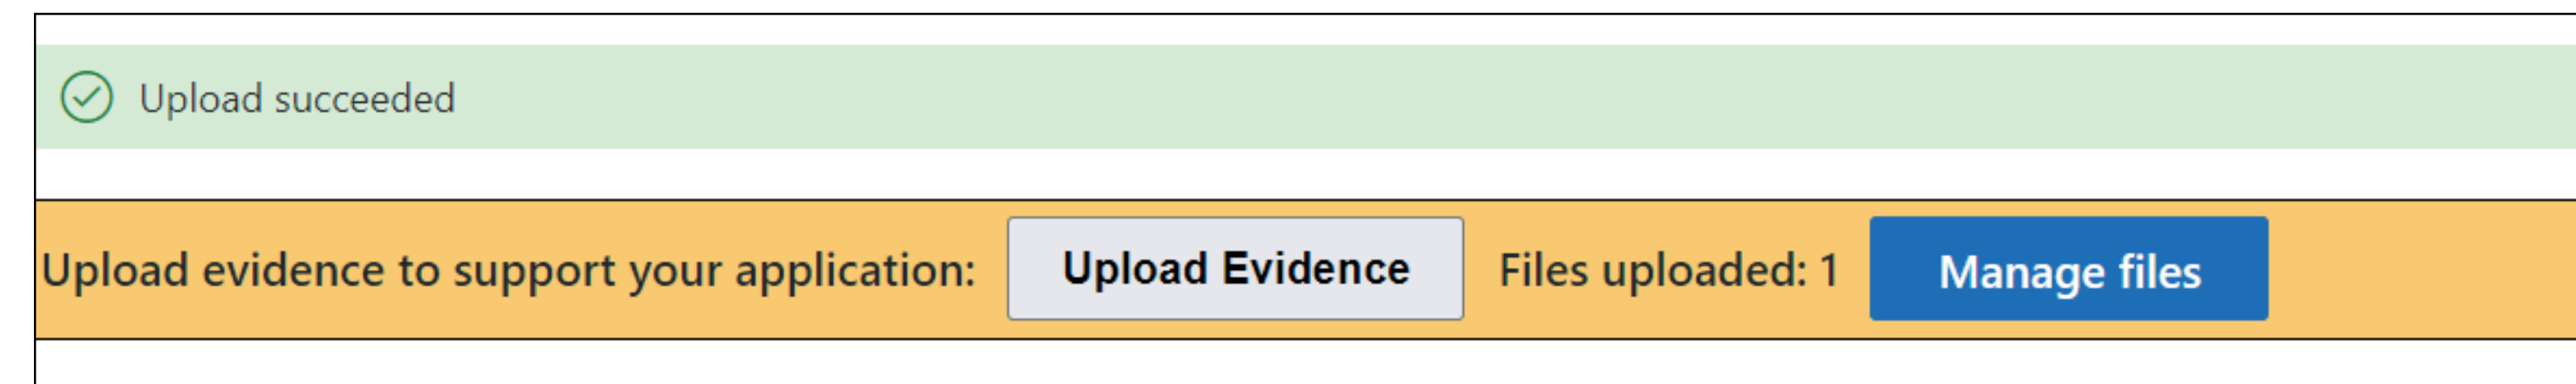 Upload succeeded
Upload evidence to support your application: Upload Evidence Files uploaded: 1 Manage files